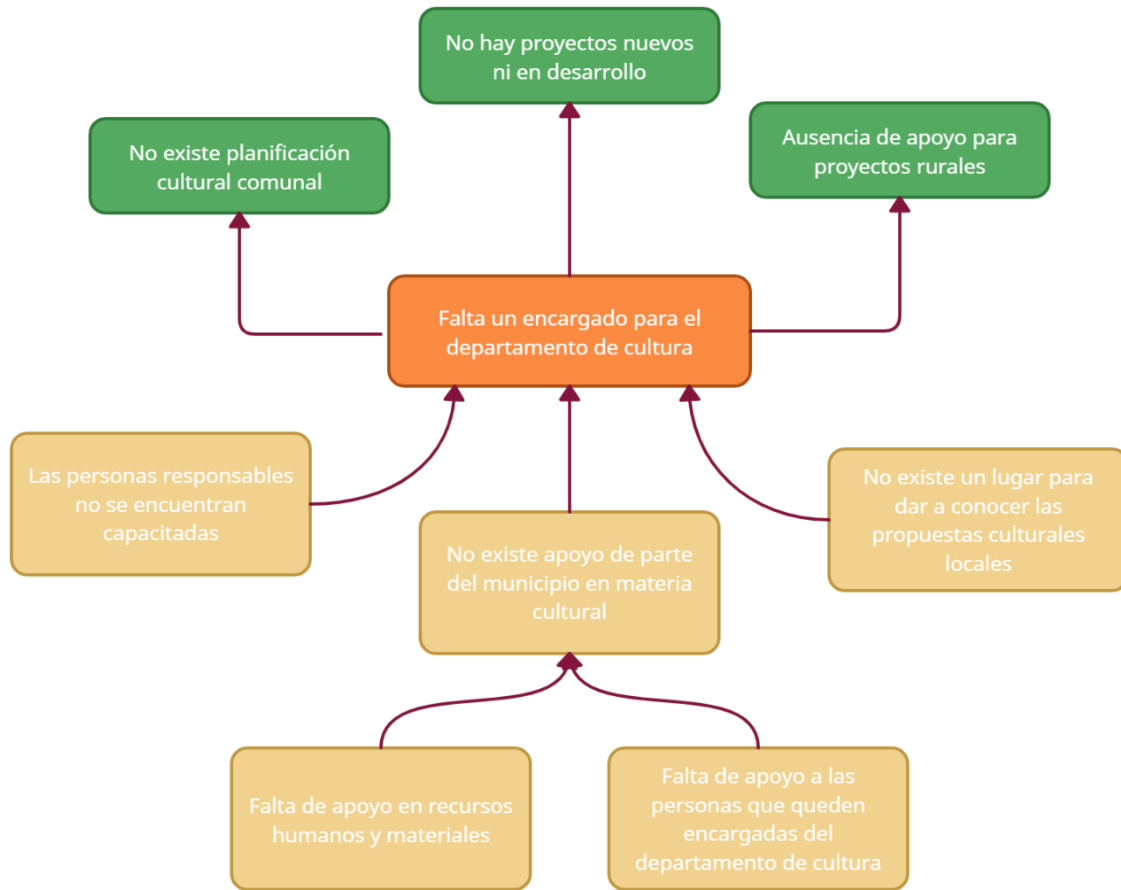 No hay proyectos nuevos
ni en desarrollo
No existe planificación
cultural comunal
Ausencia de apoyo para
proyectos rurales
Falta un encargado para el
departamento de cultura
Las personas responsables
no se encuentran
capacitadas
No existe apoyo de parte
del municipio en materia
cultural
No existe un lugar para
dar a conocer las
propuestas culturales
locales
Falta de apoyo en recursos
humanos y materiales
Falta de apoyo a las
personas que queden
encargadas del
departamento de cultura